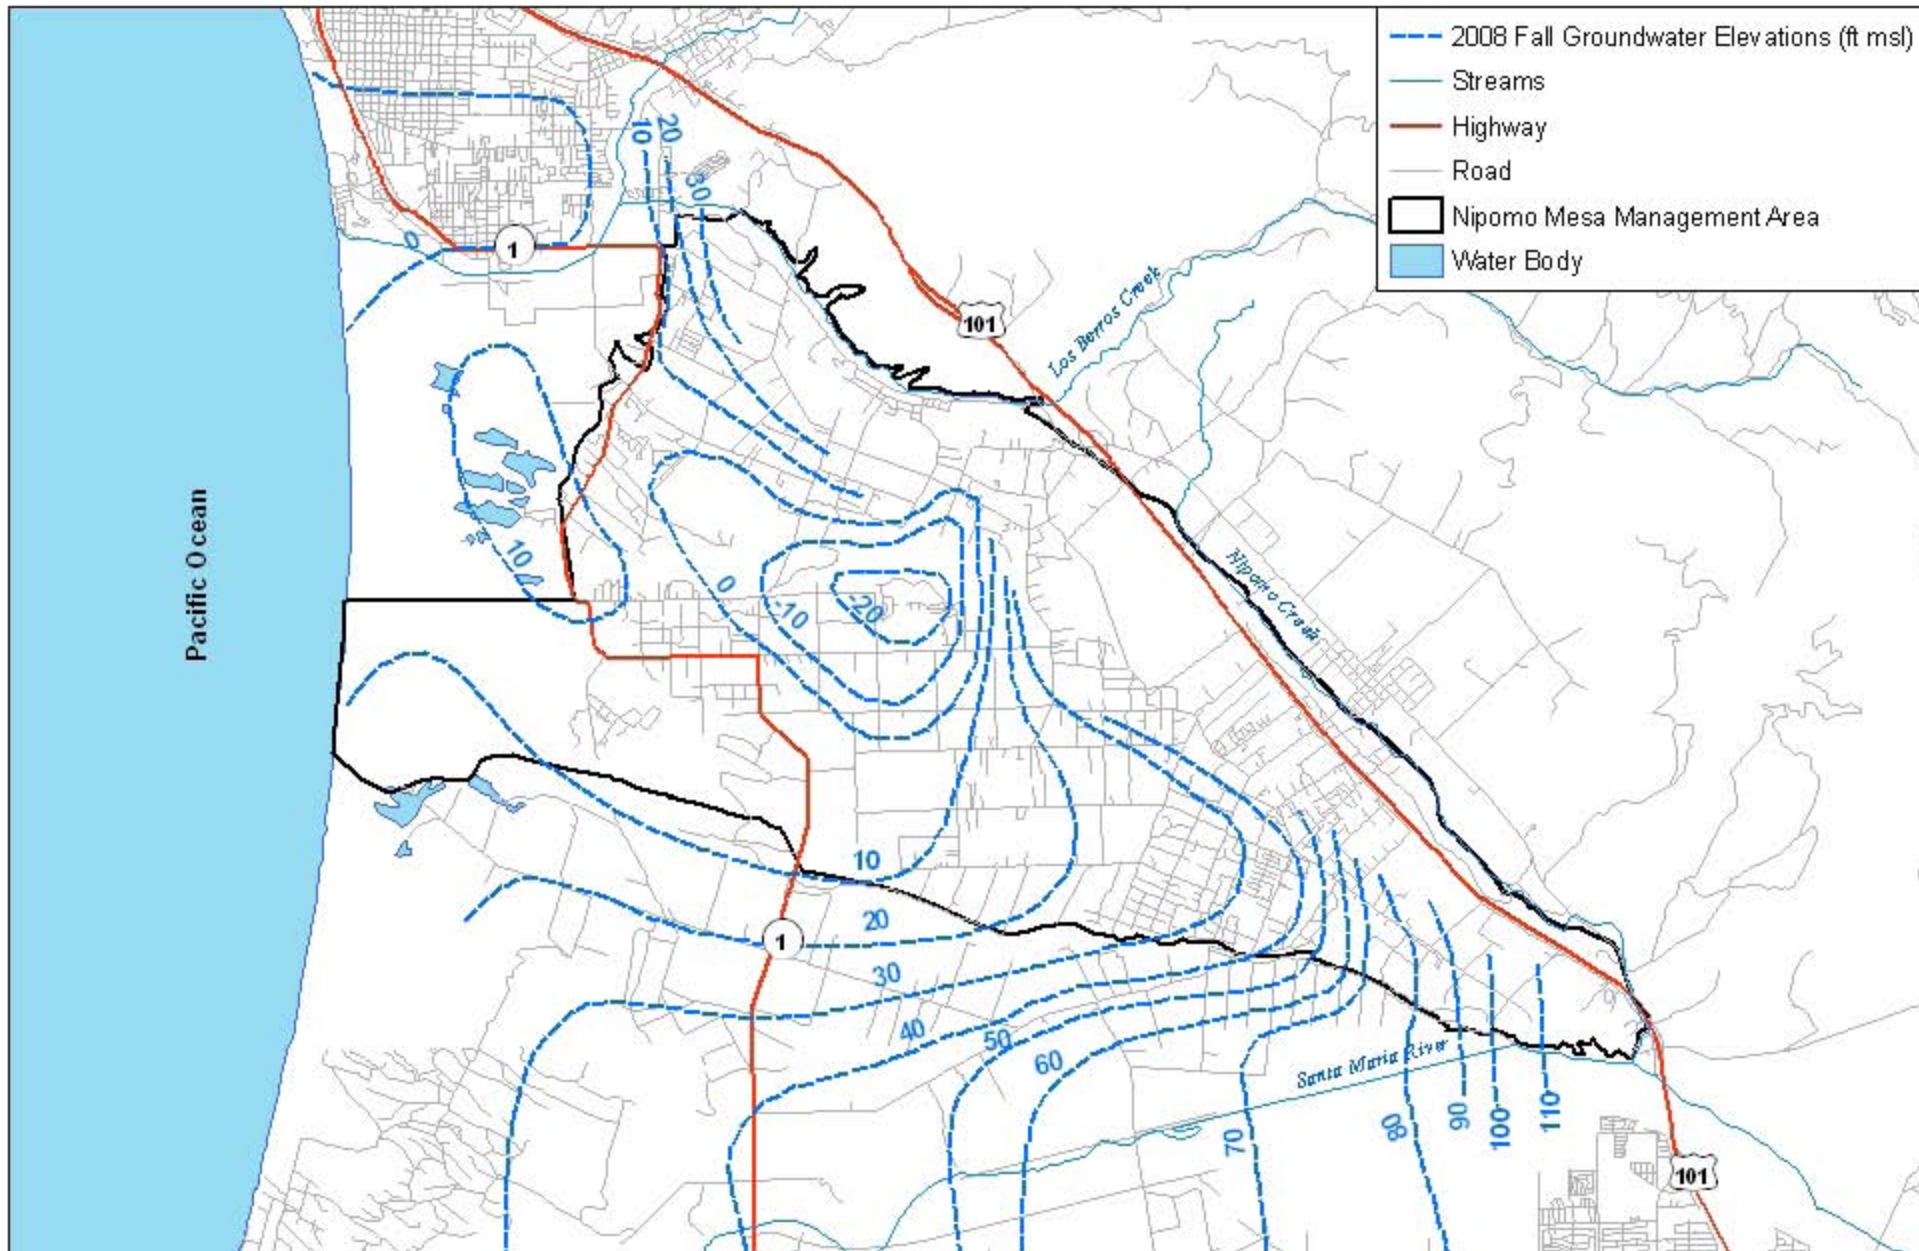 2008 Fall Groundwater Elevations (ft msl)
Streams
Highway
Road
Nipomo Mesa Management Area
Water Body
10
20
30
0
1
101
Los Berros Creek
Pacific Ocean
10
0
-10
-20
Nipomo Creek
10
20
1
30
40
50
60
Santa Maria River
70
80
90
100
110
101